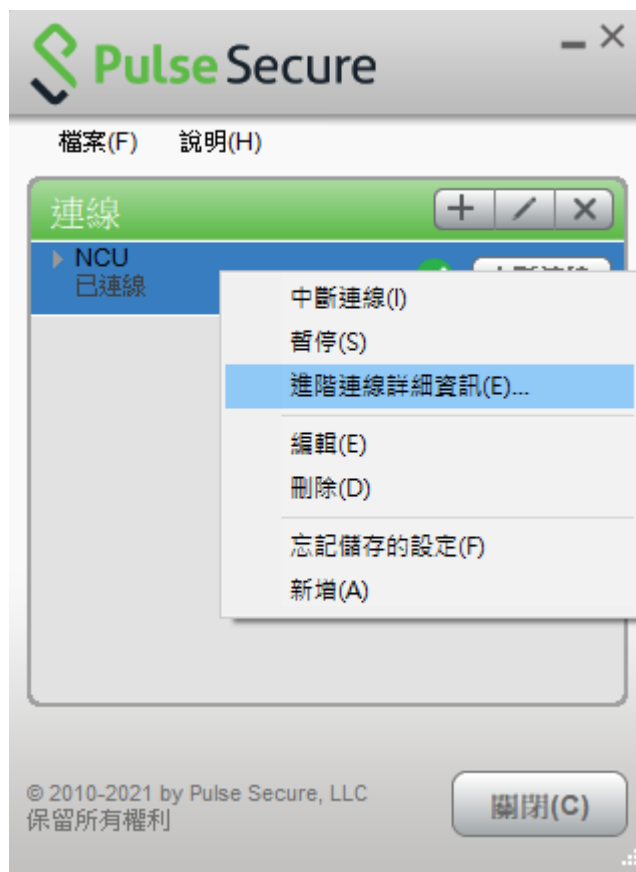 Pulse Secure
檔案(F) 說明(H)
連線
NCU
已連線
中斷連線(I)
暫停(S)
進階連線詳細資訊(E)...
編輯(E)
刪除(D)
忘記儲存的設定(F)
新增(A)
© 2010-2021 by Pulse Secure, LLC
保留所有權利
關閉(C)